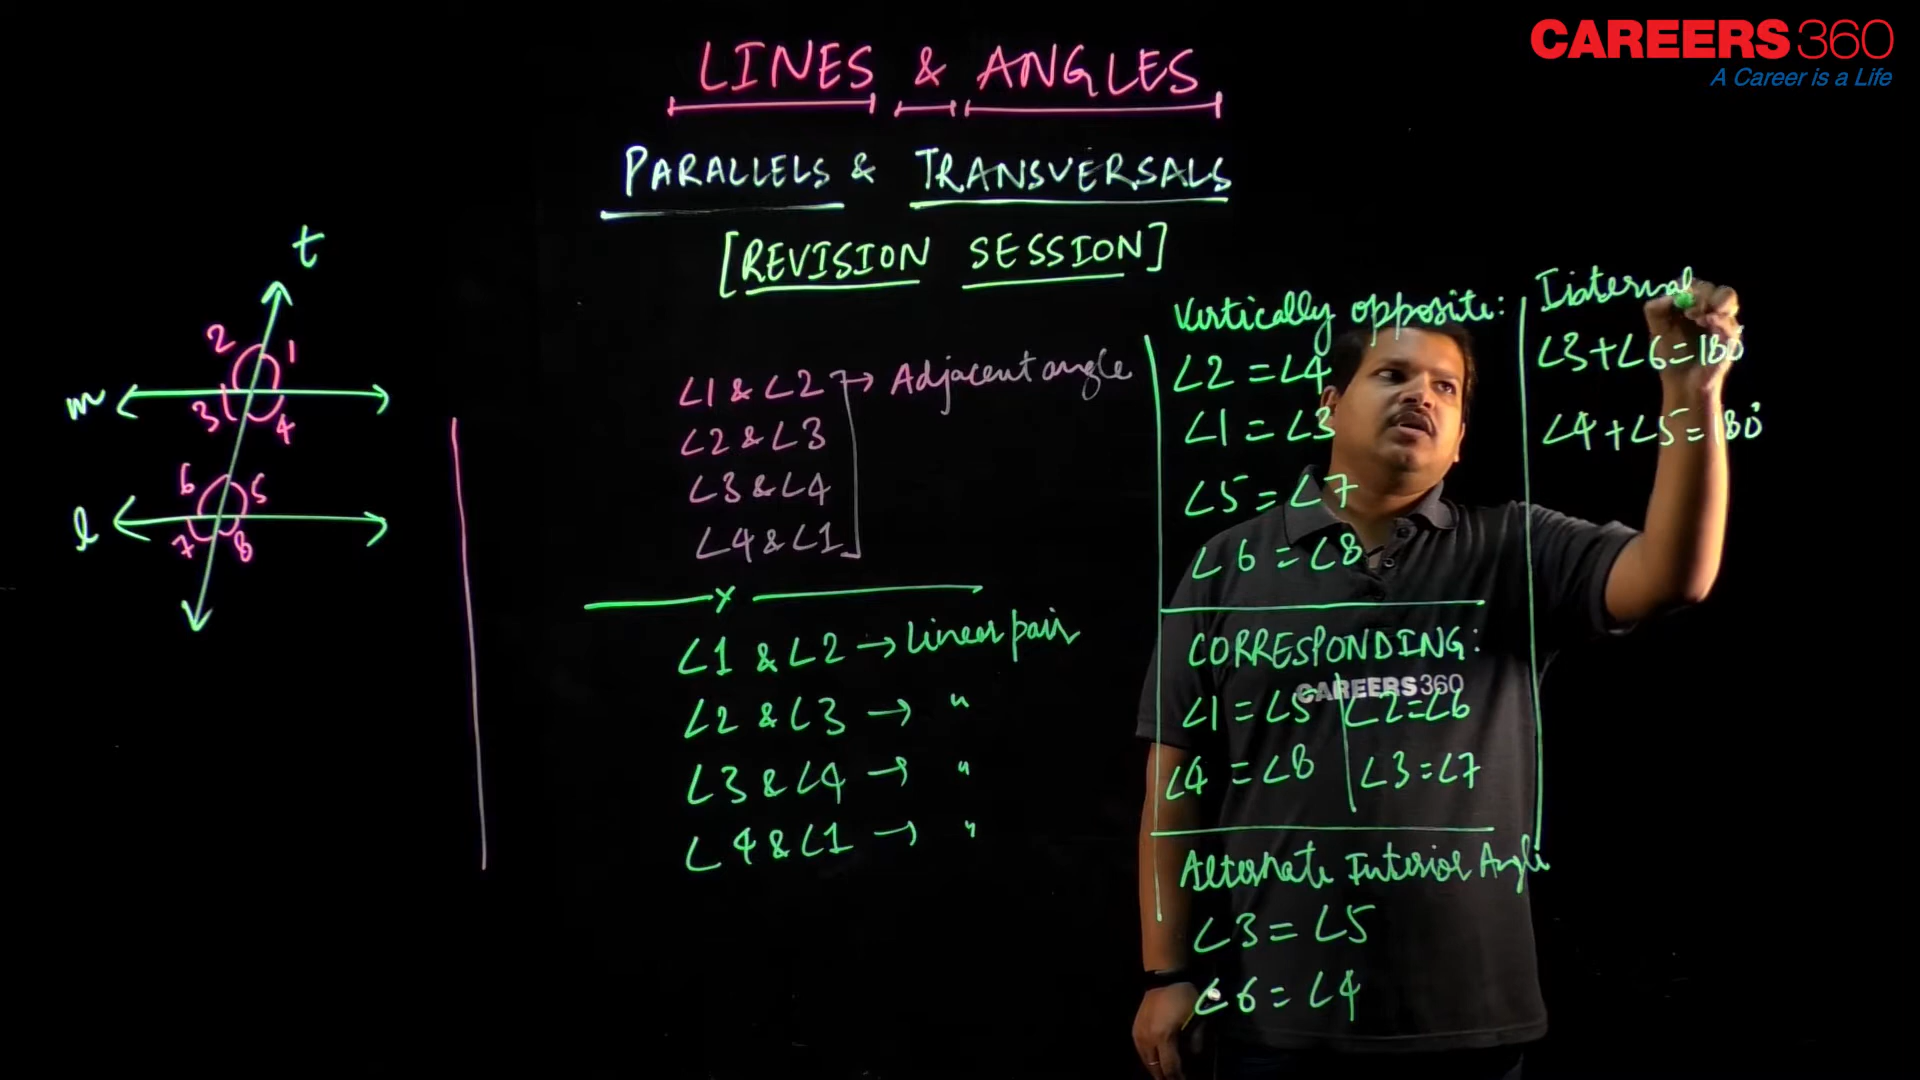 CAREERS360
A Career is a Life
LINES & ANGLES
PARALLELS & TRANSVERSALS
[REVISION SESSION]
t
2 1
m
3 4
6 5
l
7 8
∠1 & ∠2 → Adjacent angle
∠2 & ∠3
∠3 & ∠4
∠4 & ∠1
x
∠1 & ∠2 → Linear pair
∠2 & ∠3 → "
∠3 & ∠4 → "
∠4 & ∠1 → "
Vertically opposite:
∠2 = ∠4
∠1 = ∠3
∠5 = ∠7
∠6 = ∠8
CORRESPONDING:
CAREERS360
∠1 = ∠5 | ∠2 = ∠6
∠4 = ∠8 | ∠3 = ∠7
Alternate Interior Angle
∠3 = ∠5
∠6 = ∠4
Internal
∠3 + ∠6 = 180°
∠4 + ∠5 = 180°